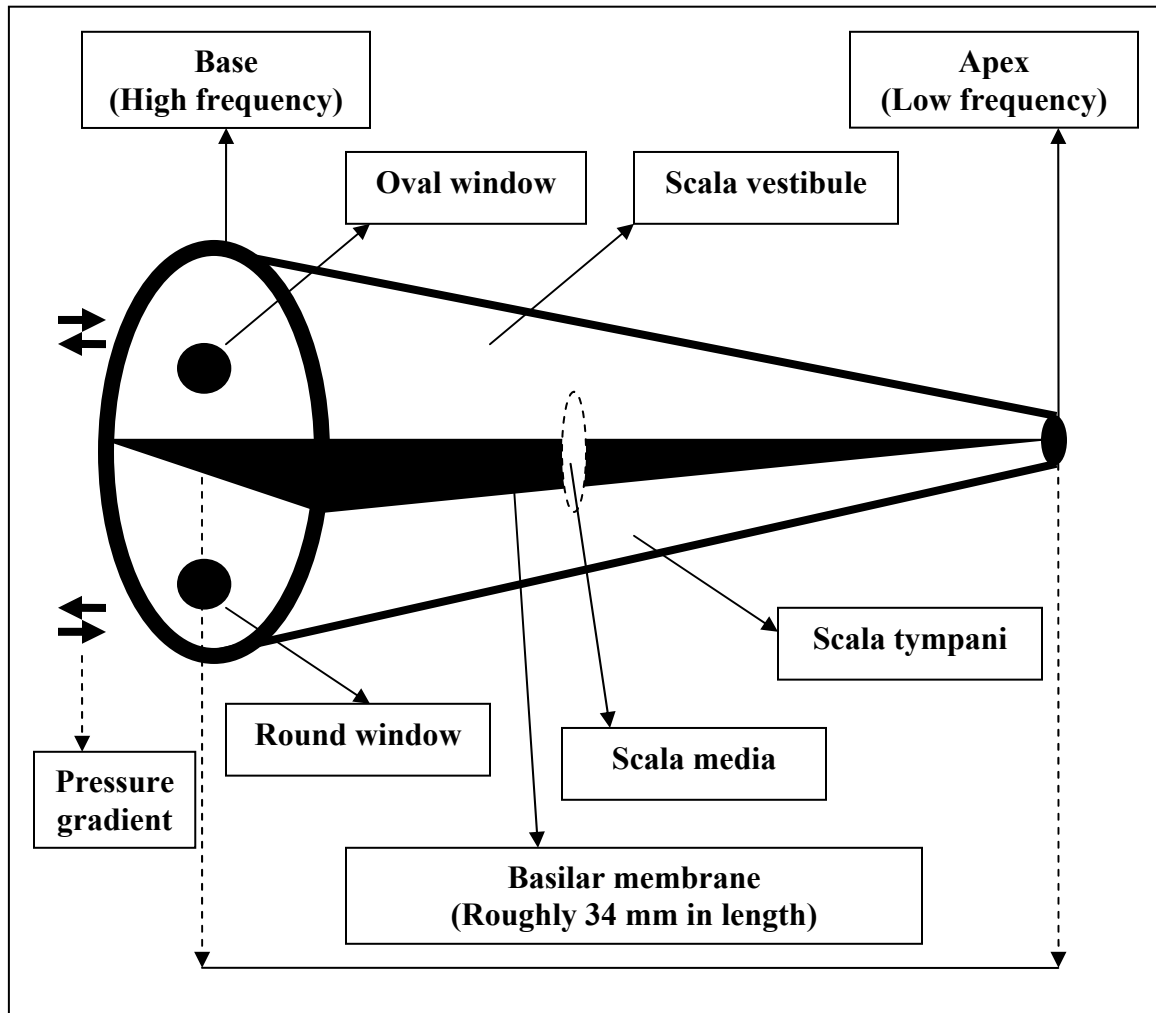 Base
(High frequency)
Apex
(Low frequency)
Oval window
Scala vestibule
Scala tympani
Round window
Scala media
Pressure
gradient
Basilar membrane
(Roughly 34 mm in length)